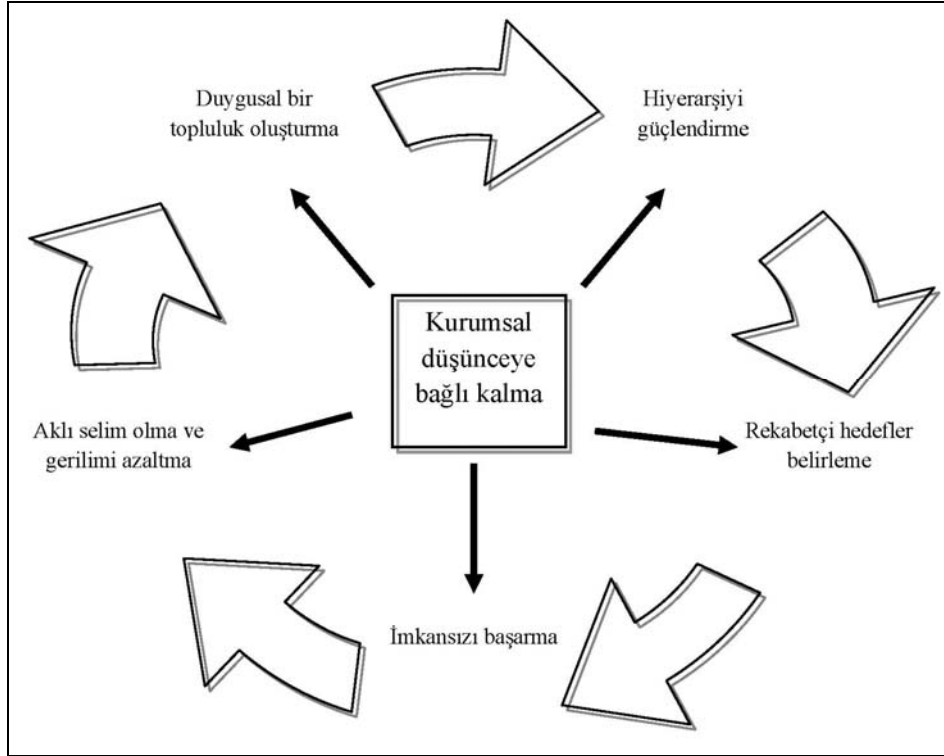 Duygusal bir
topluluk oluşturma
Hiyerarşiyi
güçlendirme
Kurumsal
düşünceye
bağlı kalma
Aklı selim olma ve
gerilimi azaltma
Rekabetçi hedefler
belirleme
İmkansızı başarma